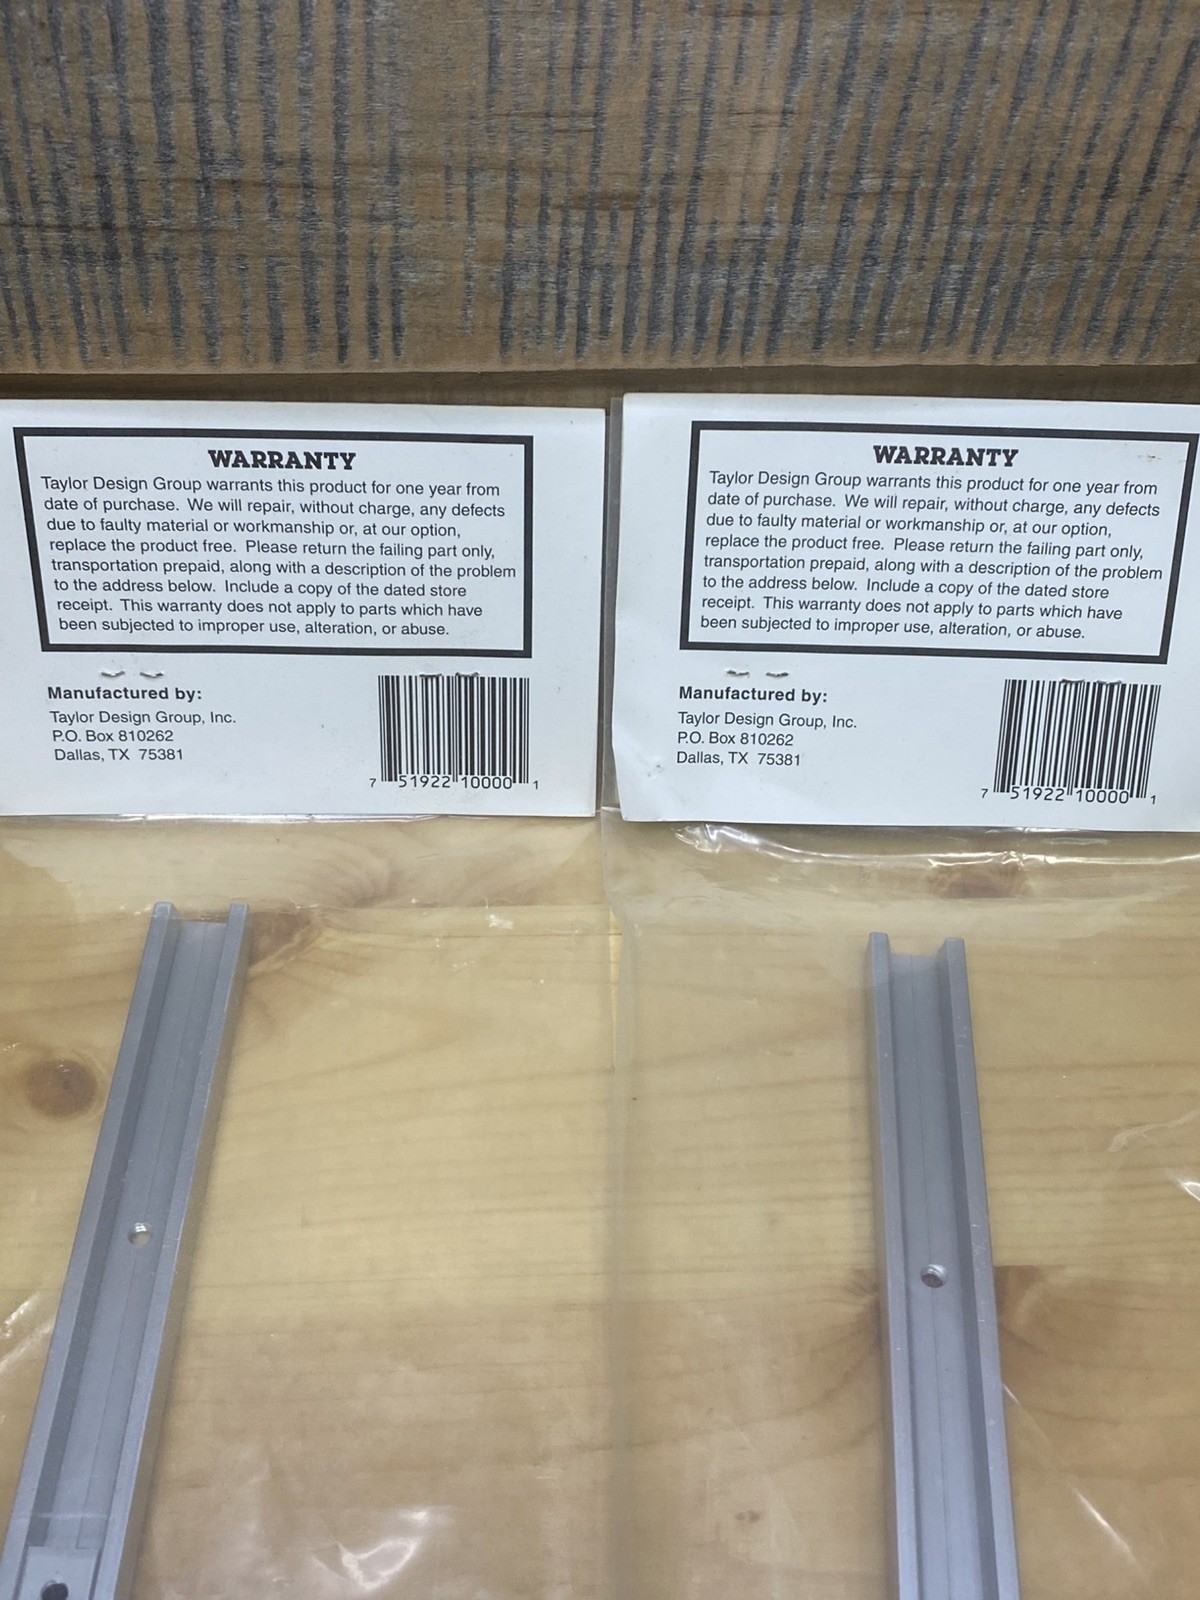 WARRANTY
Taylor Design Group warrants this product for one year from
date of purchase. We will repair, without charge, any defects
due to faulty material or workmanship or, at our option,
replace the product free. Please return the failing part only,
transportation prepaid, along with a description of the problem
to the address below. Include a copy of the dated store
receipt. This warranty does not apply to parts which have
been subjected to improper use, alteration, or abuse.
Manufactured by:
Taylor Design Group, Inc.
P.O. Box 810262
Dallas, TX 75381
7 51922 10000 1
WARRANTY
Taylor Design Group warrants this product for one year from
date of purchase. We will repair, without charge, any defects
due to faulty material or workmanship or, at our option,
replace the product free. Please return the failing part only,
transportation prepaid, along with a description of the problem
to the address below. Include a copy of the dated store
receipt. This warranty does not apply to parts which have
been subjected to improper use, alteration, or abuse.
Manufactured by:
Taylor Design Group, Inc.
P.O. Box 810262
Dallas, TX 75381
7 51922 10000 1